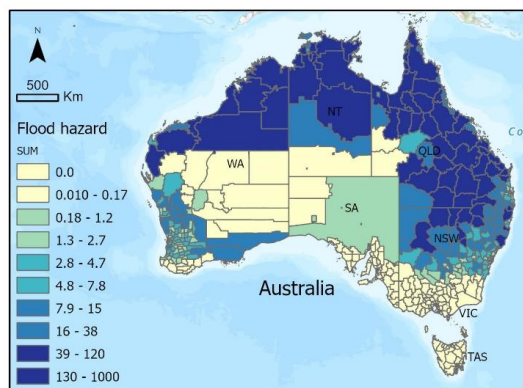 N
500
Km
Flood hazard
SUM
0.0
0.010 - 0.17
0.18 - 1.2
1.3 - 2.7
2.8 - 4.7
4.8 - 7.8
7.9 - 15
16 - 38
39 - 120
130 - 1000
NT
WA
QLD
SA
NSW
Australia
VIC
TAS
Co